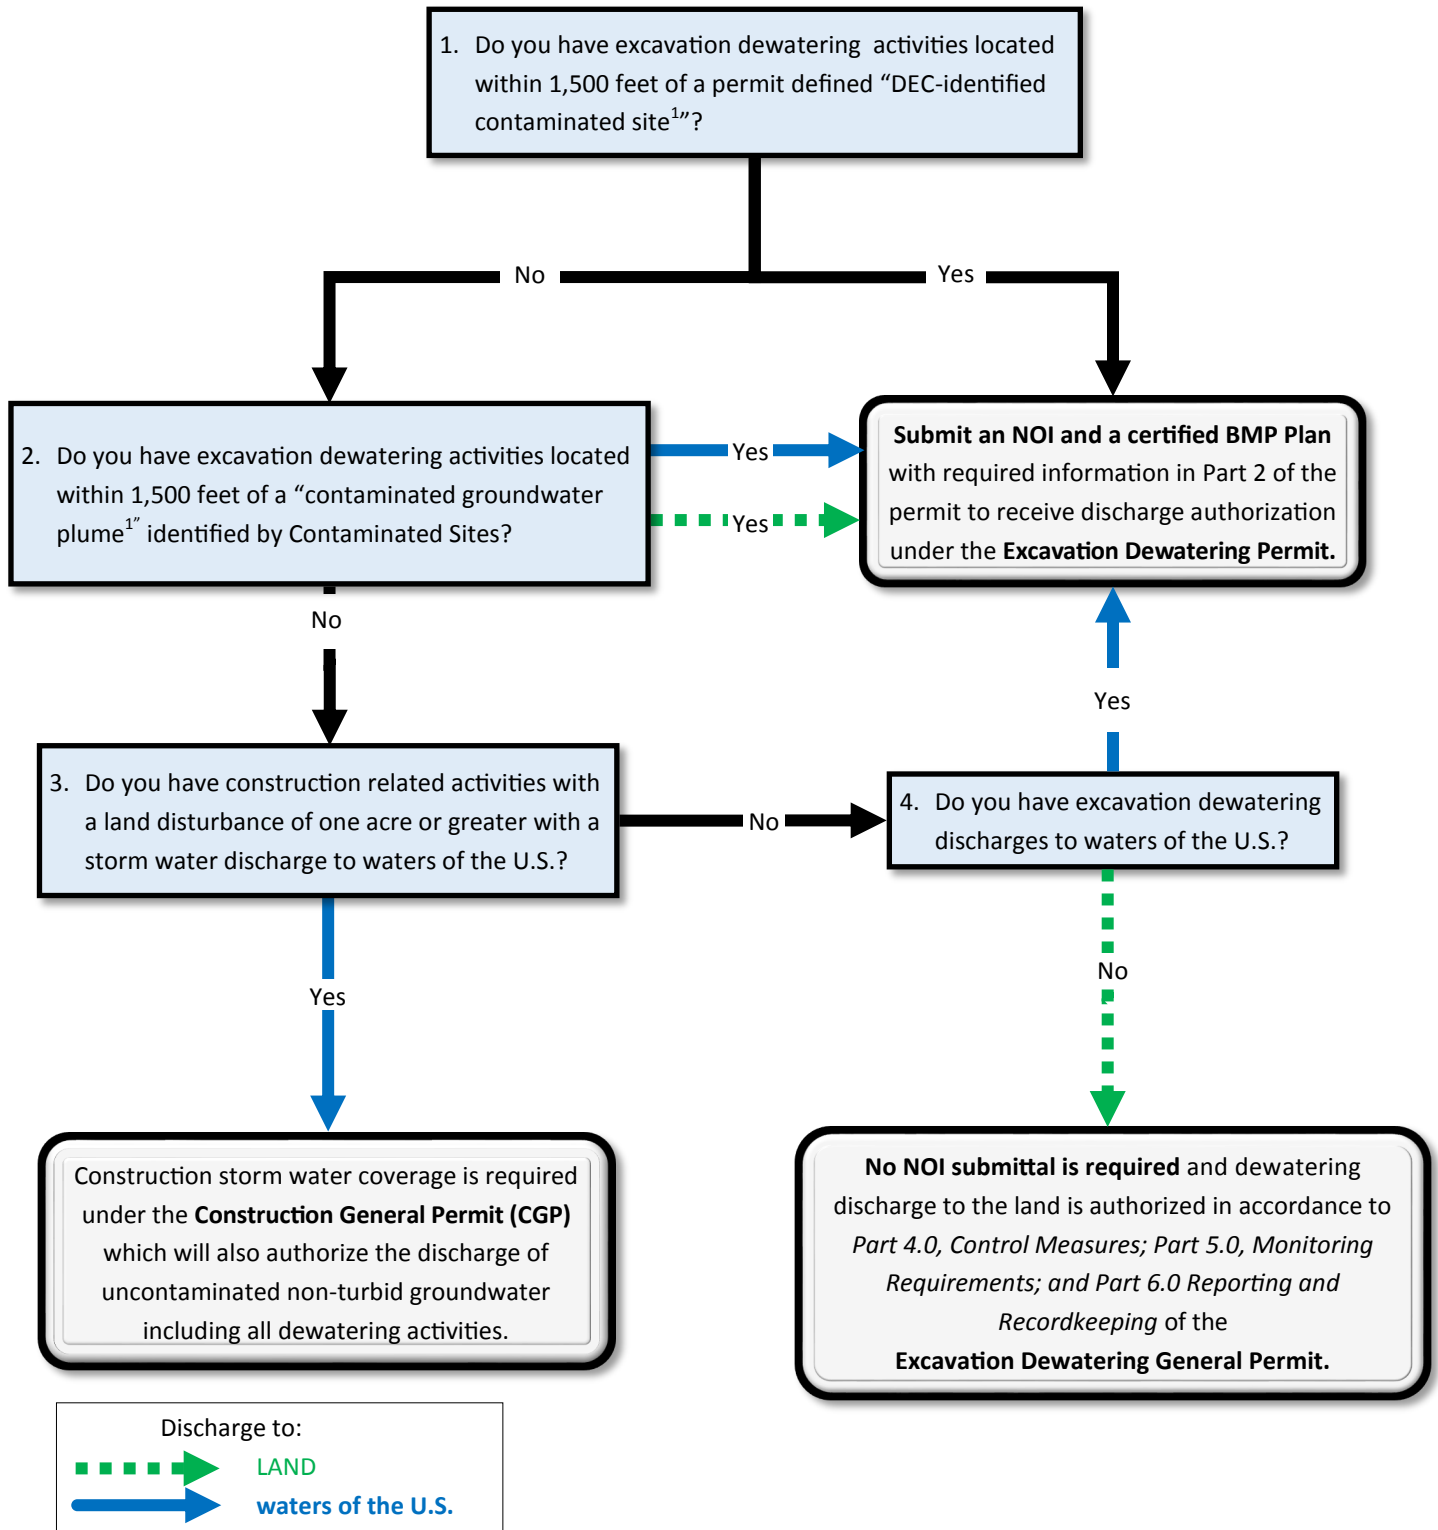 1. Do you have excavation dewatering activities located
within 1,500 feet of a permit defined “DEC-identified
contaminated site1”?
No
Yes
2. Do you have excavation dewatering activities located
within 1,500 feet of a “contaminated groundwater
plume1” identified by Contaminated Sites?
Yes
Yes
Submit an NOI and a certified BMP Plan
with required information in Part 2 of the
permit to receive discharge authorization
under the Excavation Dewatering Permit.
No
Yes
3. Do you have construction related activities with
a land disturbance of one acre or greater with a
storm water discharge to waters of the U.S.?
No
4. Do you have excavation dewatering
discharges to waters of the U.S.?
Yes
No
Construction storm water coverage is required
under the Construction General Permit (CGP)
which will also authorize the discharge of
uncontaminated non-turbid groundwater
including all dewatering activities.
No NOI submittal is required and dewatering
discharge to the land is authorized in accordance to
Part 4.0, Control Measures; Part 5.0, Monitoring
Requirements; and Part 6.0 Reporting and
Recordkeeping of the
Excavation Dewatering General Permit.
Discharge to:
LAND
waters of the U.S.